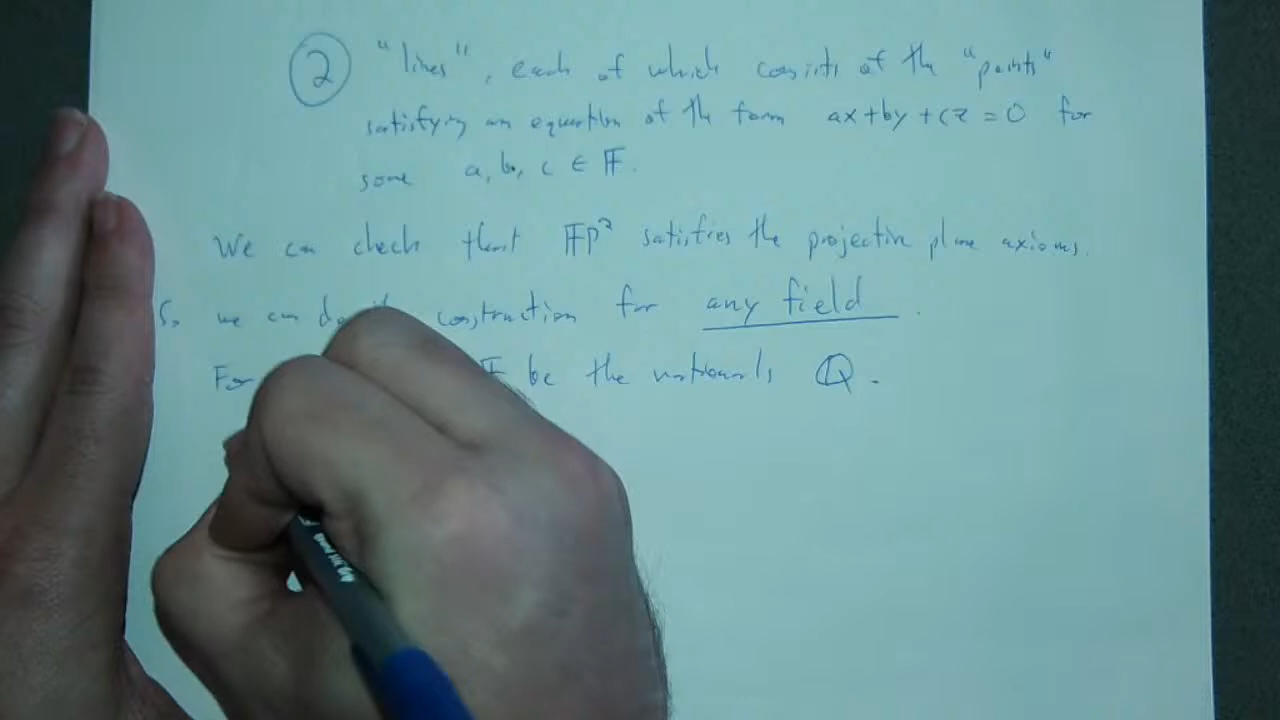 ② "lines", each of which consists of the "points"
satisfying an equation of the form ax+by+cz=0 for
some a, b, c ∈ 𝔽.
We can check that 𝔽P² satisfies the projective plane axioms.
So we can do construction for any field.
For 𝔽 be the rationals ℚ.